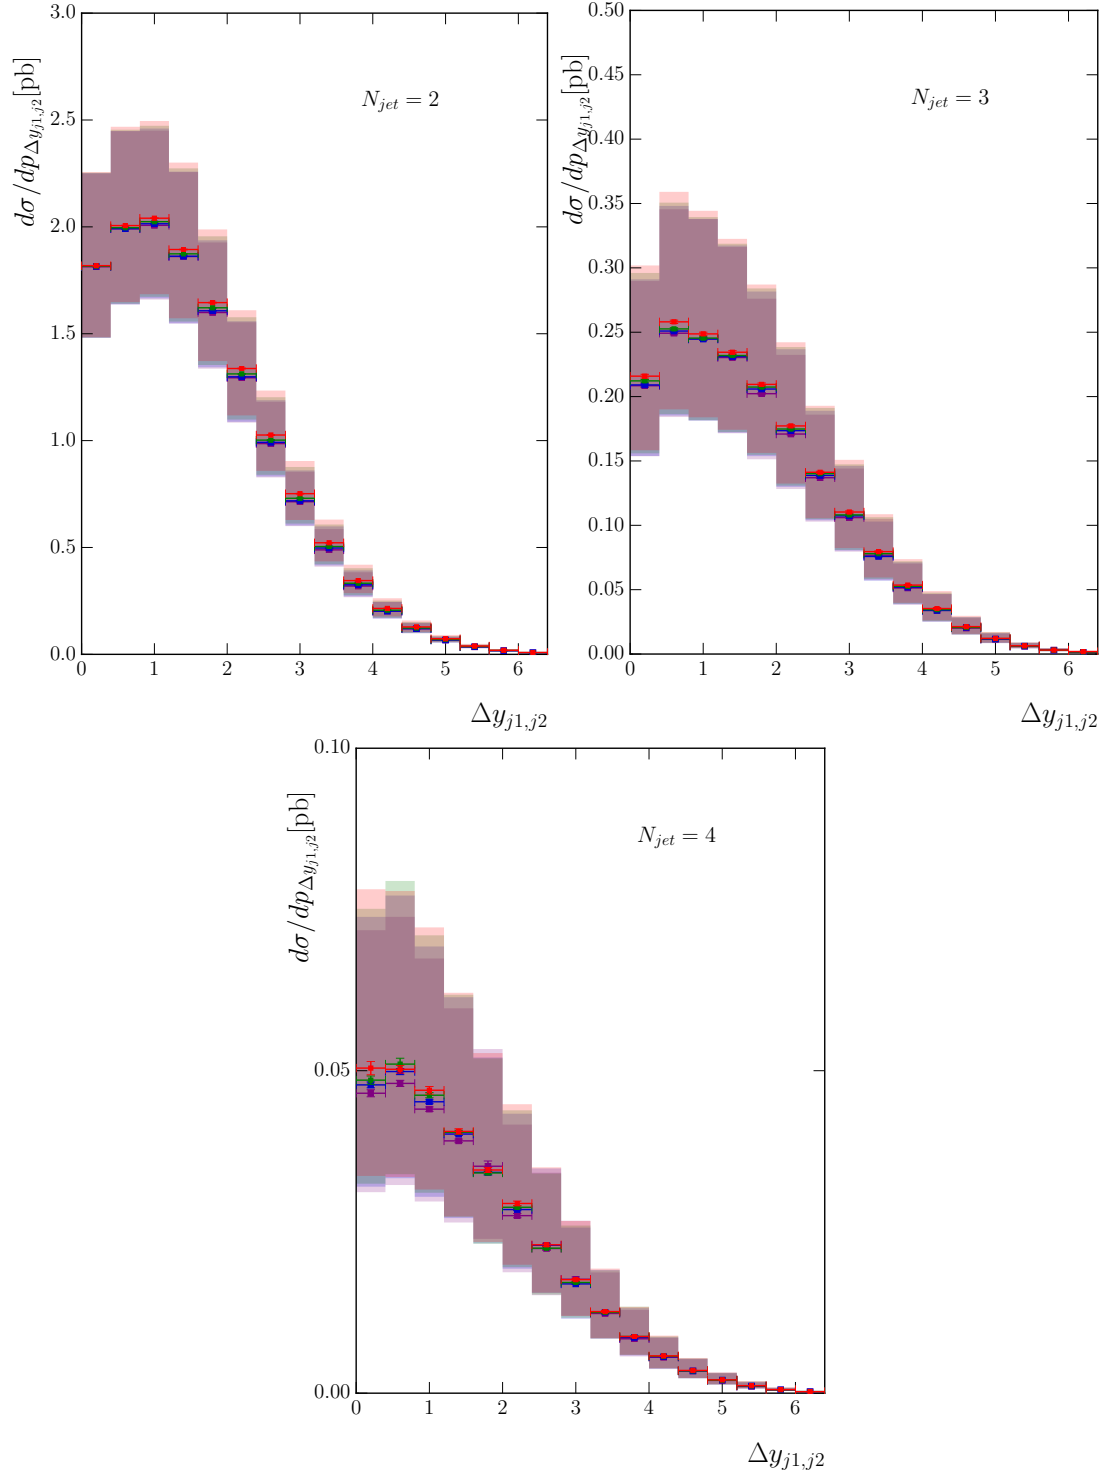 3.0
2.5
2.0
1.5
1.0
0.5
0.0
0 1 2 3 4 5 6
dσ/dp_{Δy_{j1,j2}}[pb]
N_{jet} = 2
Δy_{j1,j2}
0.50
0.45
0.40
0.35
0.30
0.25
0.20
0.15
0.10
0.05
0.00
0 1 2 3 4 5 6
dσ/dp_{Δy_{j1,j2}}[pb]
N_{jet} = 3
Δy_{j1,j2}
0.10
0.05
0.00
0 1 2 3 4 5 6
dσ/dp_{Δy_{j1,j2}}[pb]
N_{jet} = 4
Δy_{j1,j2}